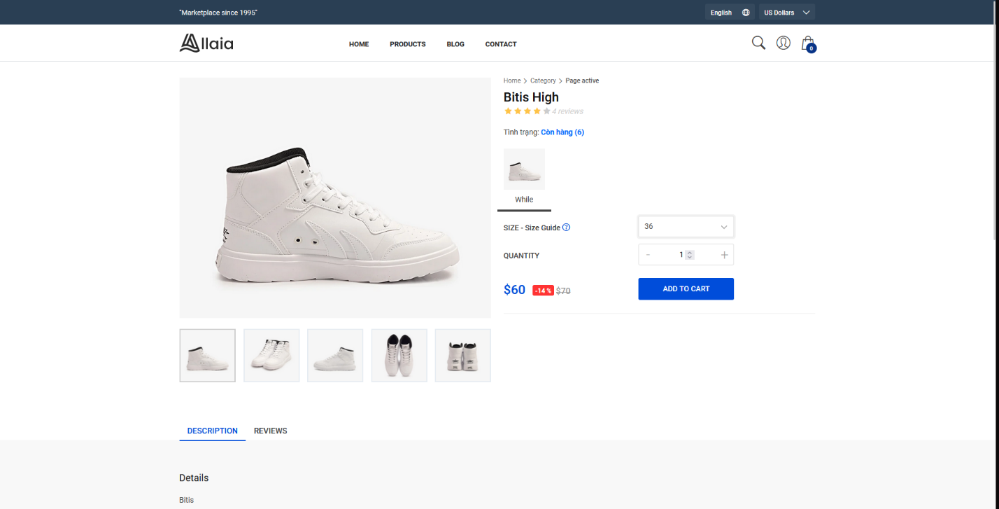 "Marketplace since 1995"
English
US Dollars
Allaia
HOME
PRODUCTS
BLOG
CONTACT
0
Home > Category > Page active
Bitis High
4 reviews
Tình trạng: Còn hàng (6)
While
SIZE - Size Guide ?
36
QUANTITY
- 1 +
$60 -14 % $70
ADD TO CART
DESCRIPTION
REVIEWS
Details
Bitis